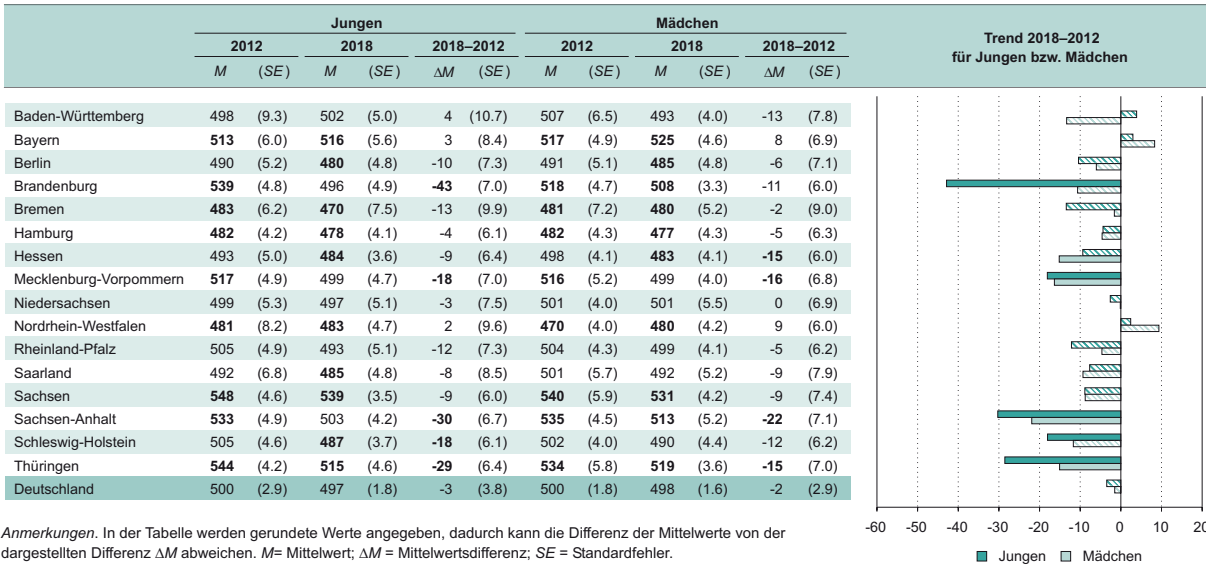 Jungen Mädchen Trend 2018–2012
für Jungen bzw. Mädchen
2012 2018 2018–2012 2012 2018 2018–2012
M (SE) M (SE) ΔM (SE) M (SE) M (SE) ΔM (SE)
Baden-Württemberg 498 (9.3) 502 (5.0) 4 (10.7) 507 (6.5) 493 (4.0) -13 (7.8)
Bayern 513 (6.0) 516 (5.6) 3 (8.4) 517 (4.9) 525 (4.6) 8 (6.9)
Berlin 490 (5.2) 480 (4.8) -10 (7.3) 491 (5.1) 485 (4.8) -6 (7.1)
Brandenburg 539 (4.8) 496 (4.9) -43 (7.0) 518 (4.7) 508 (3.3) -11 (6.0)
Bremen 483 (6.2) 470 (7.5) -13 (9.9) 481 (7.2) 480 (5.2) -2 (9.0)
Hamburg 482 (4.2) 478 (4.1) -4 (6.1) 482 (4.3) 477 (4.3) -5 (6.3)
Hessen 493 (5.0) 484 (3.6) -9 (6.4) 498 (4.1) 483 (4.1) -15 (6.0)
Mecklenburg-Vorpommern 517 (4.9) 499 (4.7) -18 (7.0) 516 (5.2) 499 (4.0) -16 (6.8)
Niedersachsen 499 (5.3) 497 (5.1) -3 (7.5) 501 (4.0) 501 (5.5) 0 (6.9)
Nordrhein-Westfalen 481 (8.2) 483 (4.7) 2 (9.6) 470 (4.0) 480 (4.2) 9 (6.0)
Rheinland-Pfalz 505 (4.9) 493 (5.1) -12 (7.3) 504 (4.3) 499 (4.1) -5 (6.2)
Saarland 492 (6.8) 485 (4.8) -8 (8.5) 501 (5.7) 492 (5.2) -9 (7.9)
Sachsen 548 (4.6) 539 (3.5) -9 (6.0) 540 (5.9) 531 (4.2) -9 (7.4)
Sachsen-Anhalt 533 (4.9) 503 (4.2) -30 (6.7) 535 (4.5) 513 (5.2) -22 (7.1)
Schleswig-Holstein 505 (4.6) 487 (3.7) -18 (6.1) 502 (4.0) 490 (4.4) -12 (6.2)
Thüringen 544 (4.2) 515 (4.6) -29 (6.4) 534 (5.8) 519 (3.6) -15 (7.0)
Deutschland 500 (2.9) 497 (1.8) -3 (3.8) 500 (1.8) 498 (1.6) -2 (2.9)
-60 -50 -40 -30 -20 -10 0 10 20
Jungen Mädchen
Anmerkungen. In der Tabelle werden gerundete Werte angegeben, dadurch kann die Differenz der Mittelwerte von der
dargestellten Differenz ΔM abweichen. M= Mittelwert; ΔM = Mittelwertsdifferenz; SE = Standardfehler.